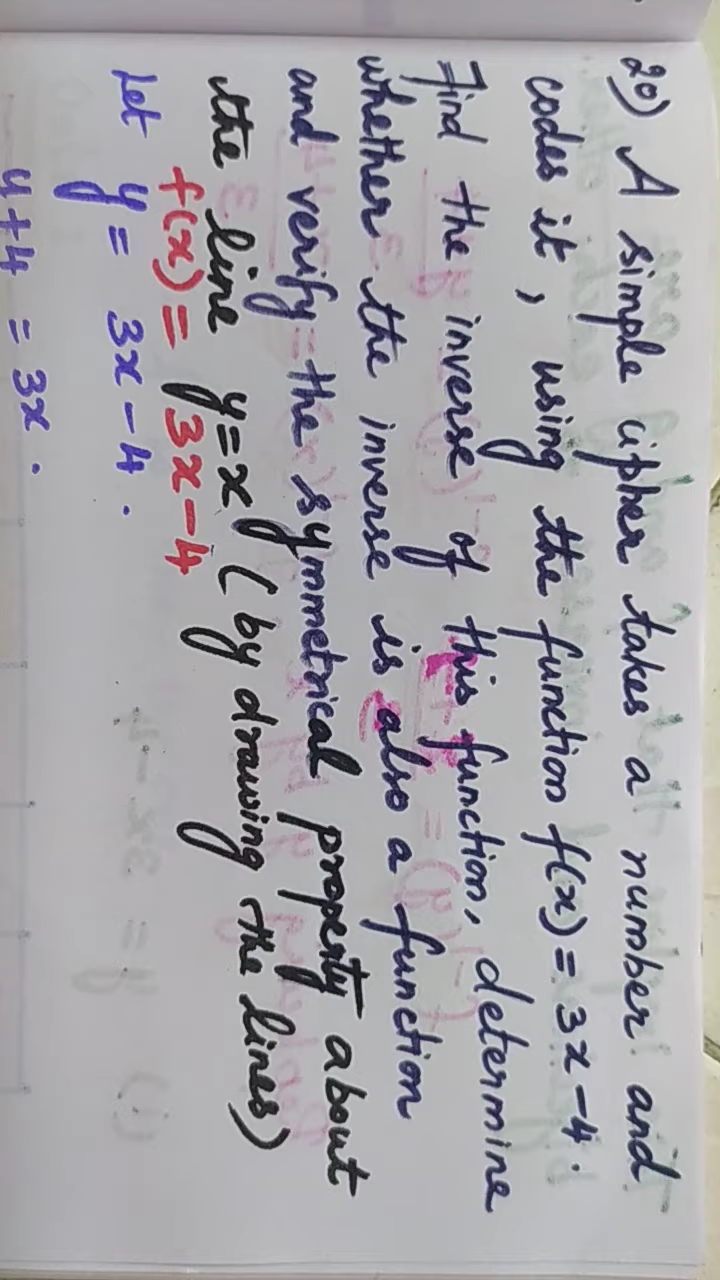 20) A simple cipher takes a number and
codes it, using the function f(x) = 3x-4.
Find the inverse of this function, determine
whether the inverse is also a function
and verify the symmetrical property about
the line y=x (by drawing the lines)
f(x) = 3x-4
Let y = 3x-4.
y+4 = 3x.